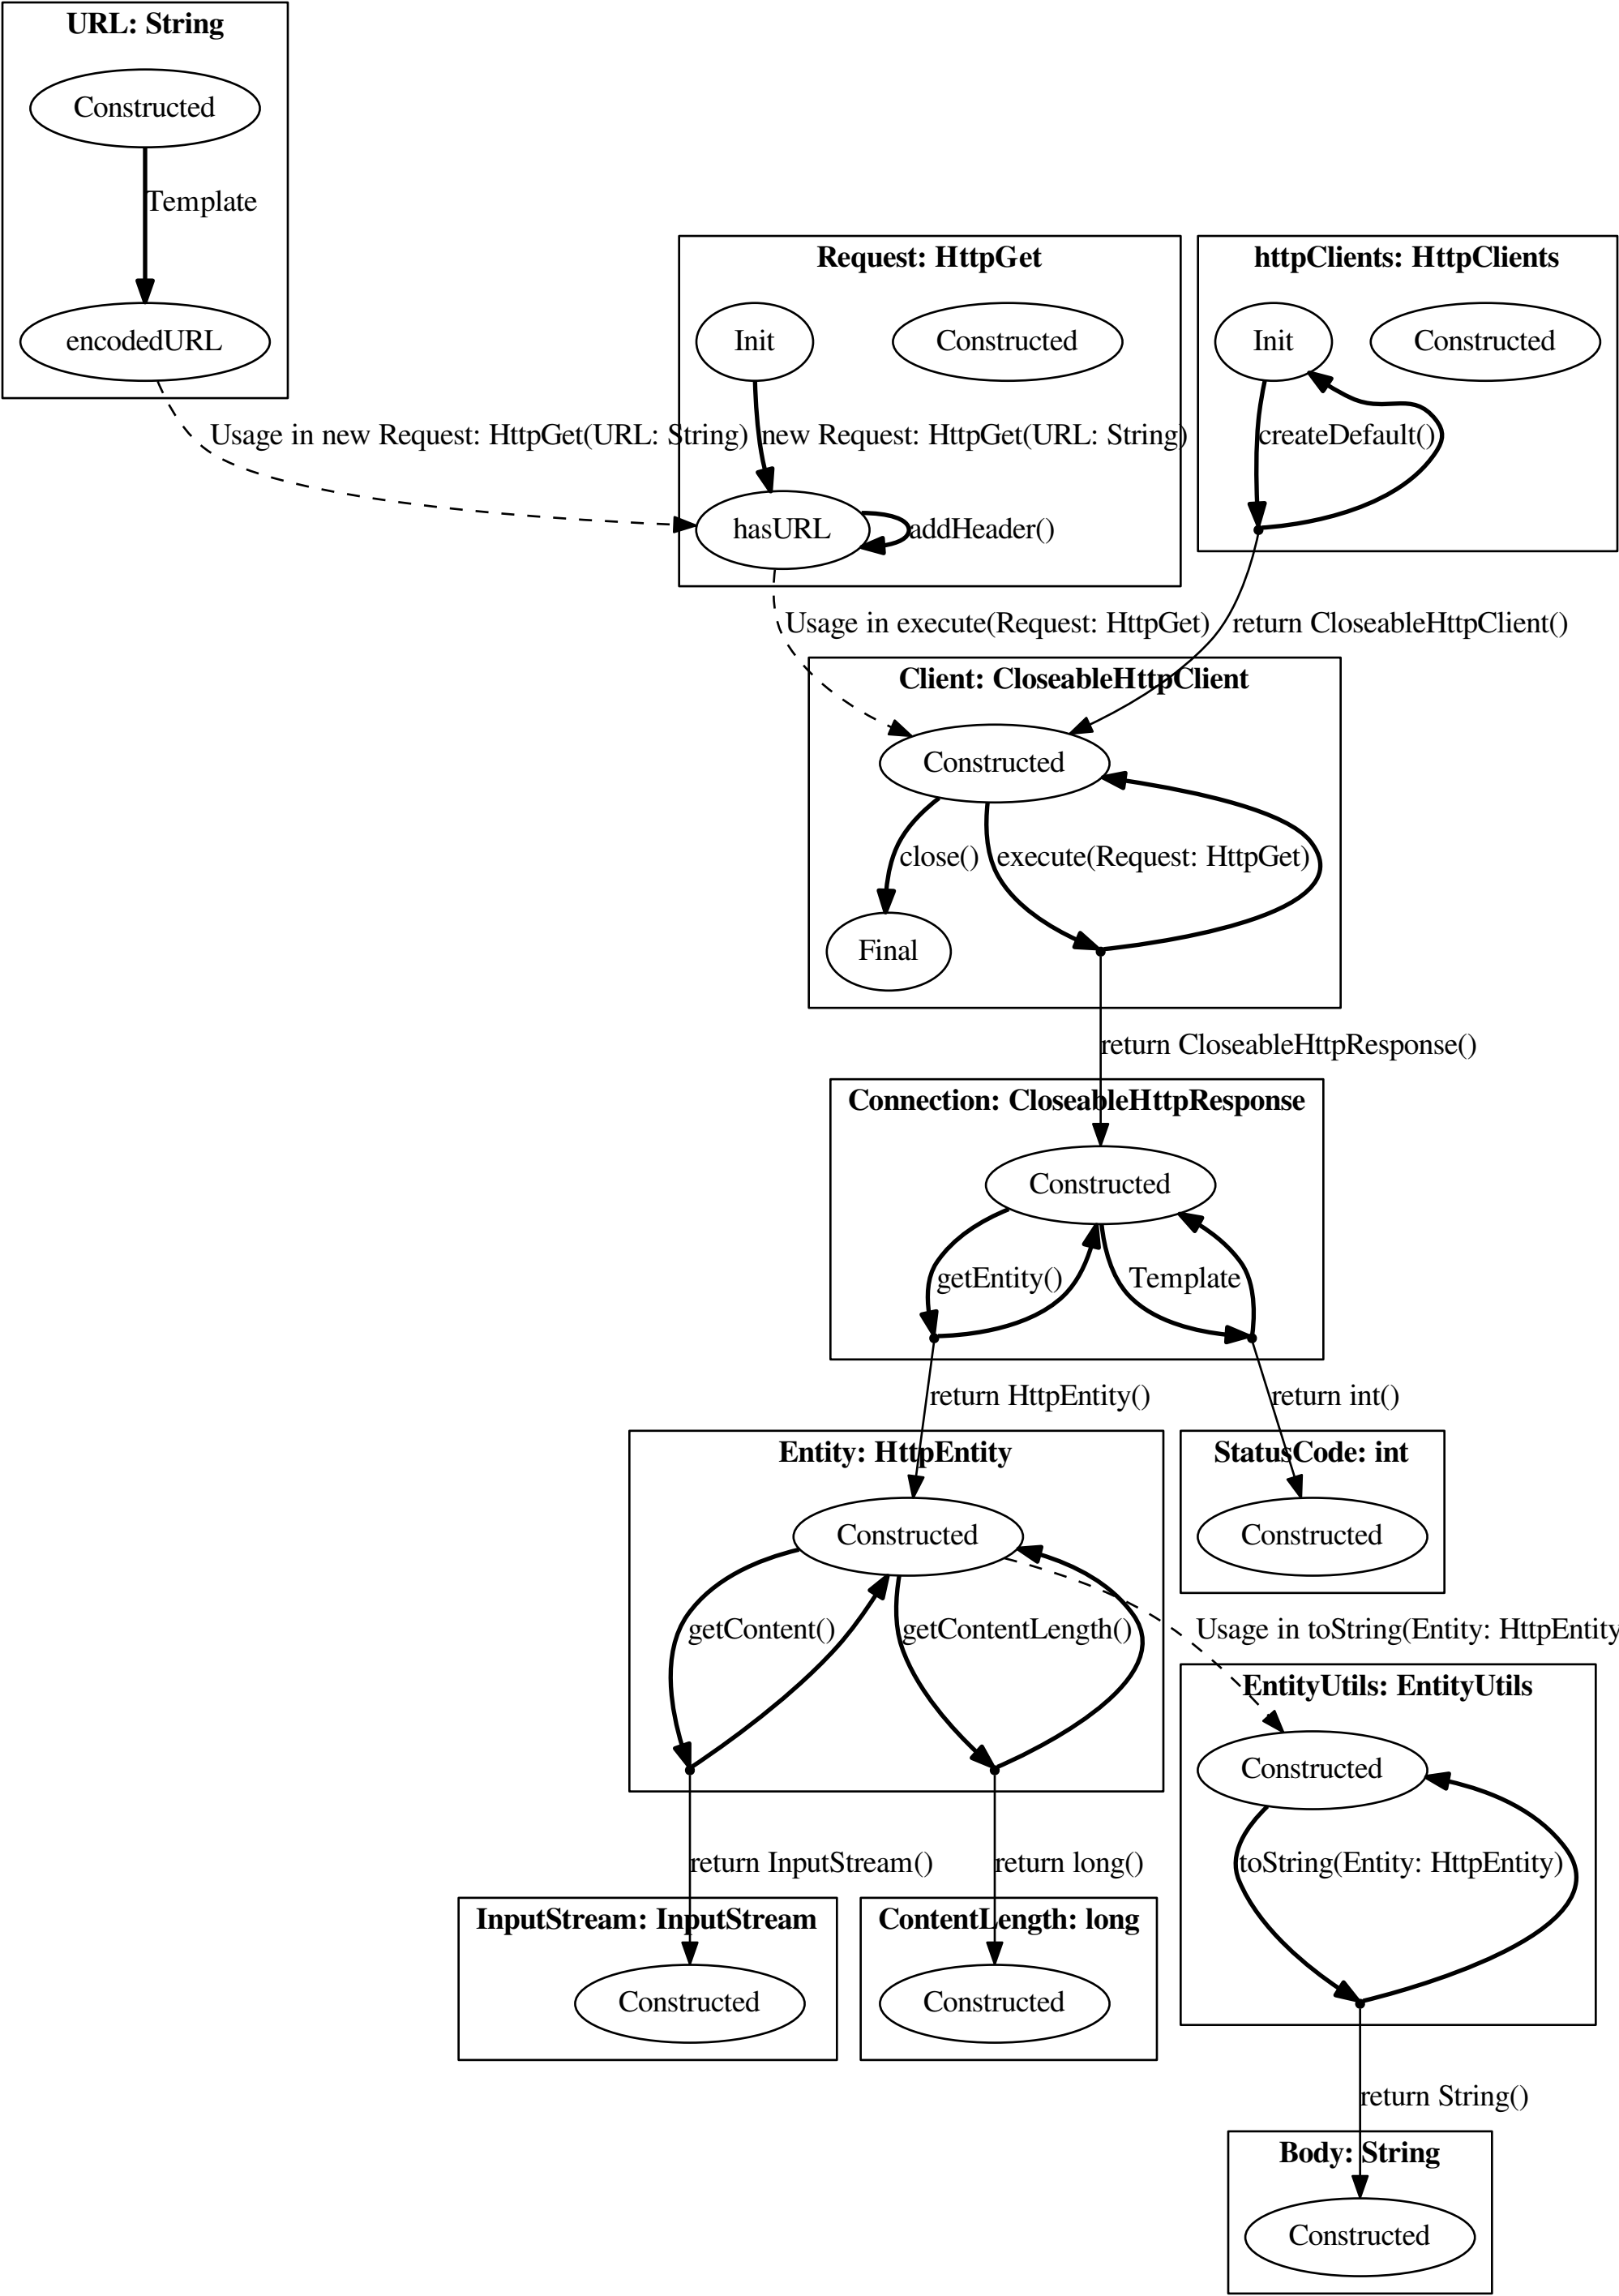 URL: String
Constructed
Template
encodedURL
Request: HttpGet
httpClients: HttpClients
Init
Constructed
Init
Constructed
Usage in new Request: HttpGet(URL: String)
new Request: HttpGet(URL: String)
createDefault()
hasURL
addHeader()
Usage in execute(Request: HttpGet)
return CloseableHttpClient()
Client: CloseableHttpClient
Constructed
close()
execute(Request: HttpGet)
Final
return CloseableHttpResponse()
Connection: CloseableHttpResponse
Constructed
getEntity()
Template
return HttpEntity()
return int()
Entity: HttpEntity
StatusCode: int
Constructed
Constructed
getContent()
getContentLength()
Usage in toString(Entity: HttpEntity
EntityUtils: EntityUtils
Constructed
return InputStream()
return long()
toString(Entity: HttpEntity)
InputStream: InputStream
ContentLength: long
Constructed
Constructed
return String()
Body: String
Constructed